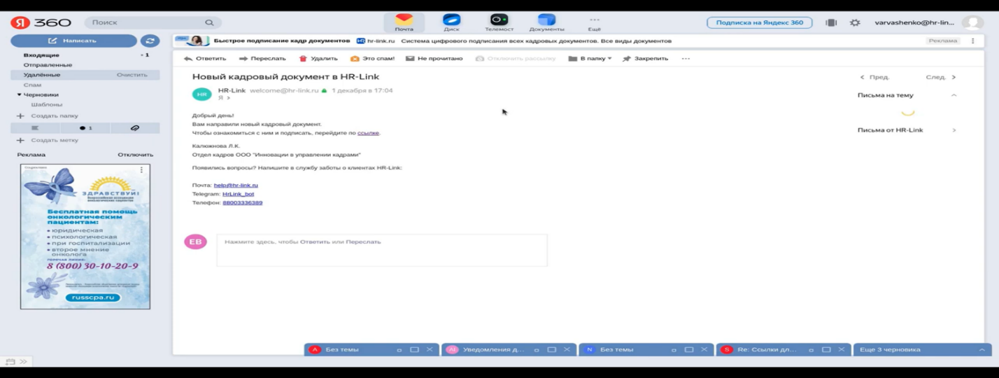 Я 360
Поиск
Почта
Диск
Телемост
Документы
Ещё
Подписка на Яндекс 360
varvashenko@hr-lin...
Написать
Входящие
1
Отправленные
Удалённые
Очистить
Спам
Черновики
Шаблоны
Создать папку
1
Создать метку
Реклама
Отключить
ЗДРАВСТВУЙ!
Бесплатная помощь
онкологическим
пациентам:
• юридическая
• психологическая
• при госпитализации
• второе мнение
онколога
горячая линия:
8 (800) 30-10-20-9
russcpa.ru
Быстрое подписание кадр документов
hr-link.ru
Система цифрового подписания всех кадровых документов. Все виды документов
Реклама
Ответить
Переслать
Удалить
Это спам!
Не прочитано
Отключить рассылку
В папку
Закрепить
Новый кадровый документ в HR-Link
Пред.
След.
HR
HR-Link welcome@hr-link.ru 1 декабря в 17:04
Я >
Письма на тему
Письма от HR-Link
Добрый день!
Вам направили новый кадровый документ.
Чтобы ознакомиться с ним и подписать, перейдите по ссылке.
Калюжнова Л.К.
Отдел кадров ООО "Инновации в управлении кадрами"
Появились вопросы? Напишите в службу заботы о клиентах HR-Link:
Почта: help@hr-link.ru
Telegram: HrLink_bot
Телефон: 88003336389
EB
Нажмите здесь, чтобы Ответить или Переслать
A Без темы
AI Уведомления д...
N Без темы
S Re: Ссылки дл...
Еще 3 черновика